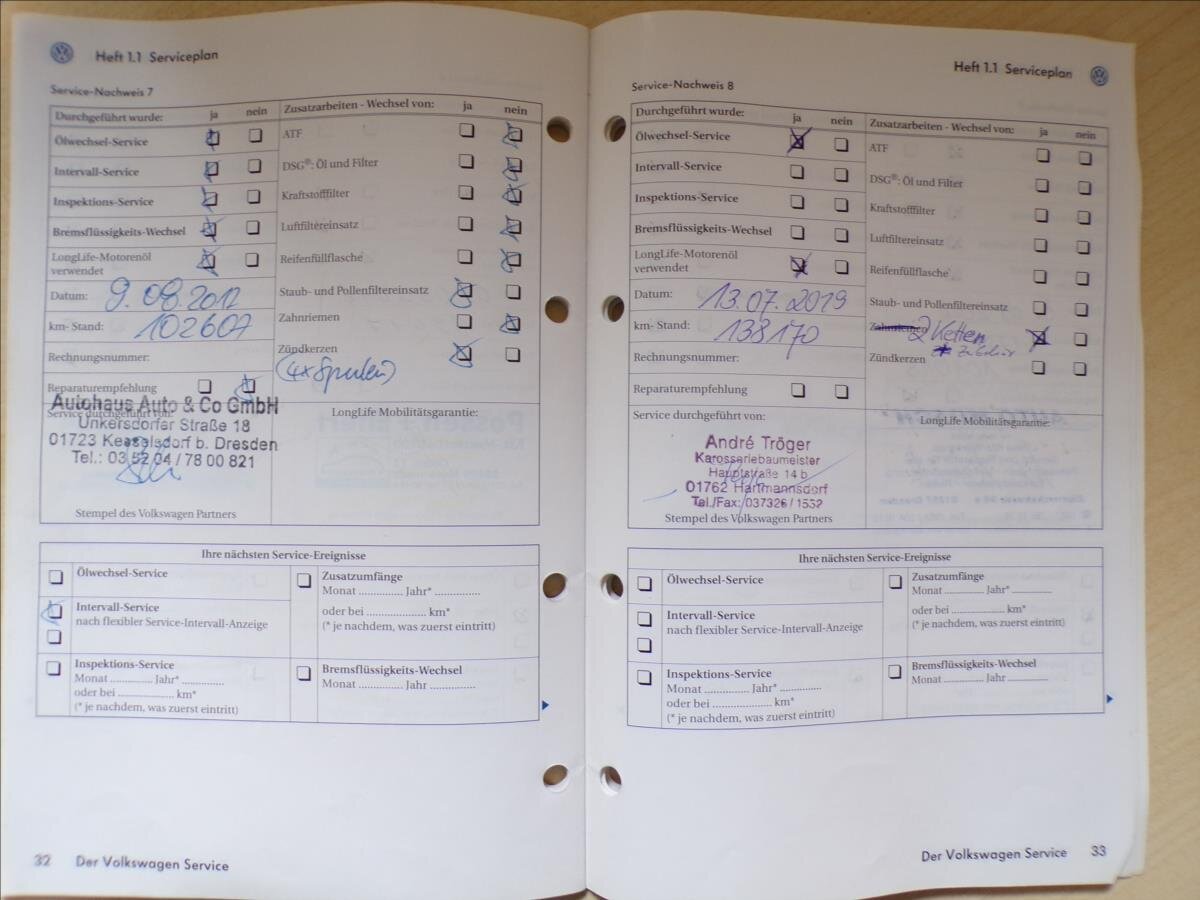 Heft 1.1 Serviceplan
Service-Nachweis 7
Durchgeführt wurde: ja nein
Ölwechsel-Service
Intervall-Service
Inspektions-Service
Bremsflüssigkeits-Wechsel
LongLife-Motorenöl
verwendet
Datum: 9.08.2012
km- Stand: 102607
Rechnungsnummer:
Reparaturempfehlung
Autohaus Auto & Co GmbH
Service durchgeführt von:
Unkersdorfer Straße 18
01723 Kesselsdorf b. Dresden
Tel.: 03 52 04 / 78 00 821
Stempel des Volkswagen Partners
Zusatzarbeiten - Wechsel von: ja nein
ATF
DSG®: Öl und Filter
Kraftstofffilter
Luftfiltereinsatz
Reifenfüllflasche
Staub- und Pollenfiltereinsatz
Zahnriemen
Zündkerzen
(4x Spulen)
LongLife Mobilitätsgarantie:
Ihre nächsten Service-Ereignisse
Ölwechsel-Service
Intervall-Service
nach flexibler Service-Intervall-Anzeige
Inspektions-Service
Monat ............ Jahr* ............
oder bei .................. km*
(* je nachdem, was zuerst eintritt)
Zusatzumfänge
Monat ............ Jahr* ............
oder bei .................. km*
(* je nachdem, was zuerst eintritt)
Bremsflüssigkeits-Wechsel
Monat ............ Jahr ............
32 Der Volkswagen Service
Heft 1.1 Serviceplan
Service-Nachweis 8
Durchgeführt wurde: ja nein
Ölwechsel-Service
Intervall-Service
Inspektions-Service
Bremsflüssigkeits-Wechsel
LongLife-Motorenöl
verwendet
Datum: 13.07.2019
km- Stand: 138170
Rechnungsnummer:
Reparaturempfehlung
Service durchgeführt von:
André Tröger
Karosseriebaumeister
Hauptstraße 14 b
01762 Hartmannsdorf
Tel./Fax: 037326 / 1532
Stempel des Volkswagen Partners
Zusatzarbeiten - Wechsel von: ja nein
ATF
DSG®: Öl und Filter
Kraftstofffilter
Luftfiltereinsatz
Reifenfüllflasche
Staub- und Pollenfiltereinsatz
Zahnriemen 2 Ketten
Zündkerzen
LongLife Mobilitätsgarantie:
Ihre nächsten Service-Ereignisse
Ölwechsel-Service
Intervall-Service
nach flexibler Service-Intervall-Anzeige
Inspektions-Service
Monat ............ Jahr* ............
oder bei .................. km*
(* je nachdem, was zuerst eintritt)
Zusatzumfänge
Monat ............ Jahr* ............
oder bei .................. km*
(* je nachdem, was zuerst eintritt)
Bremsflüssigkeits-Wechsel
Monat ............ Jahr ............
Der Volkswagen Service 33